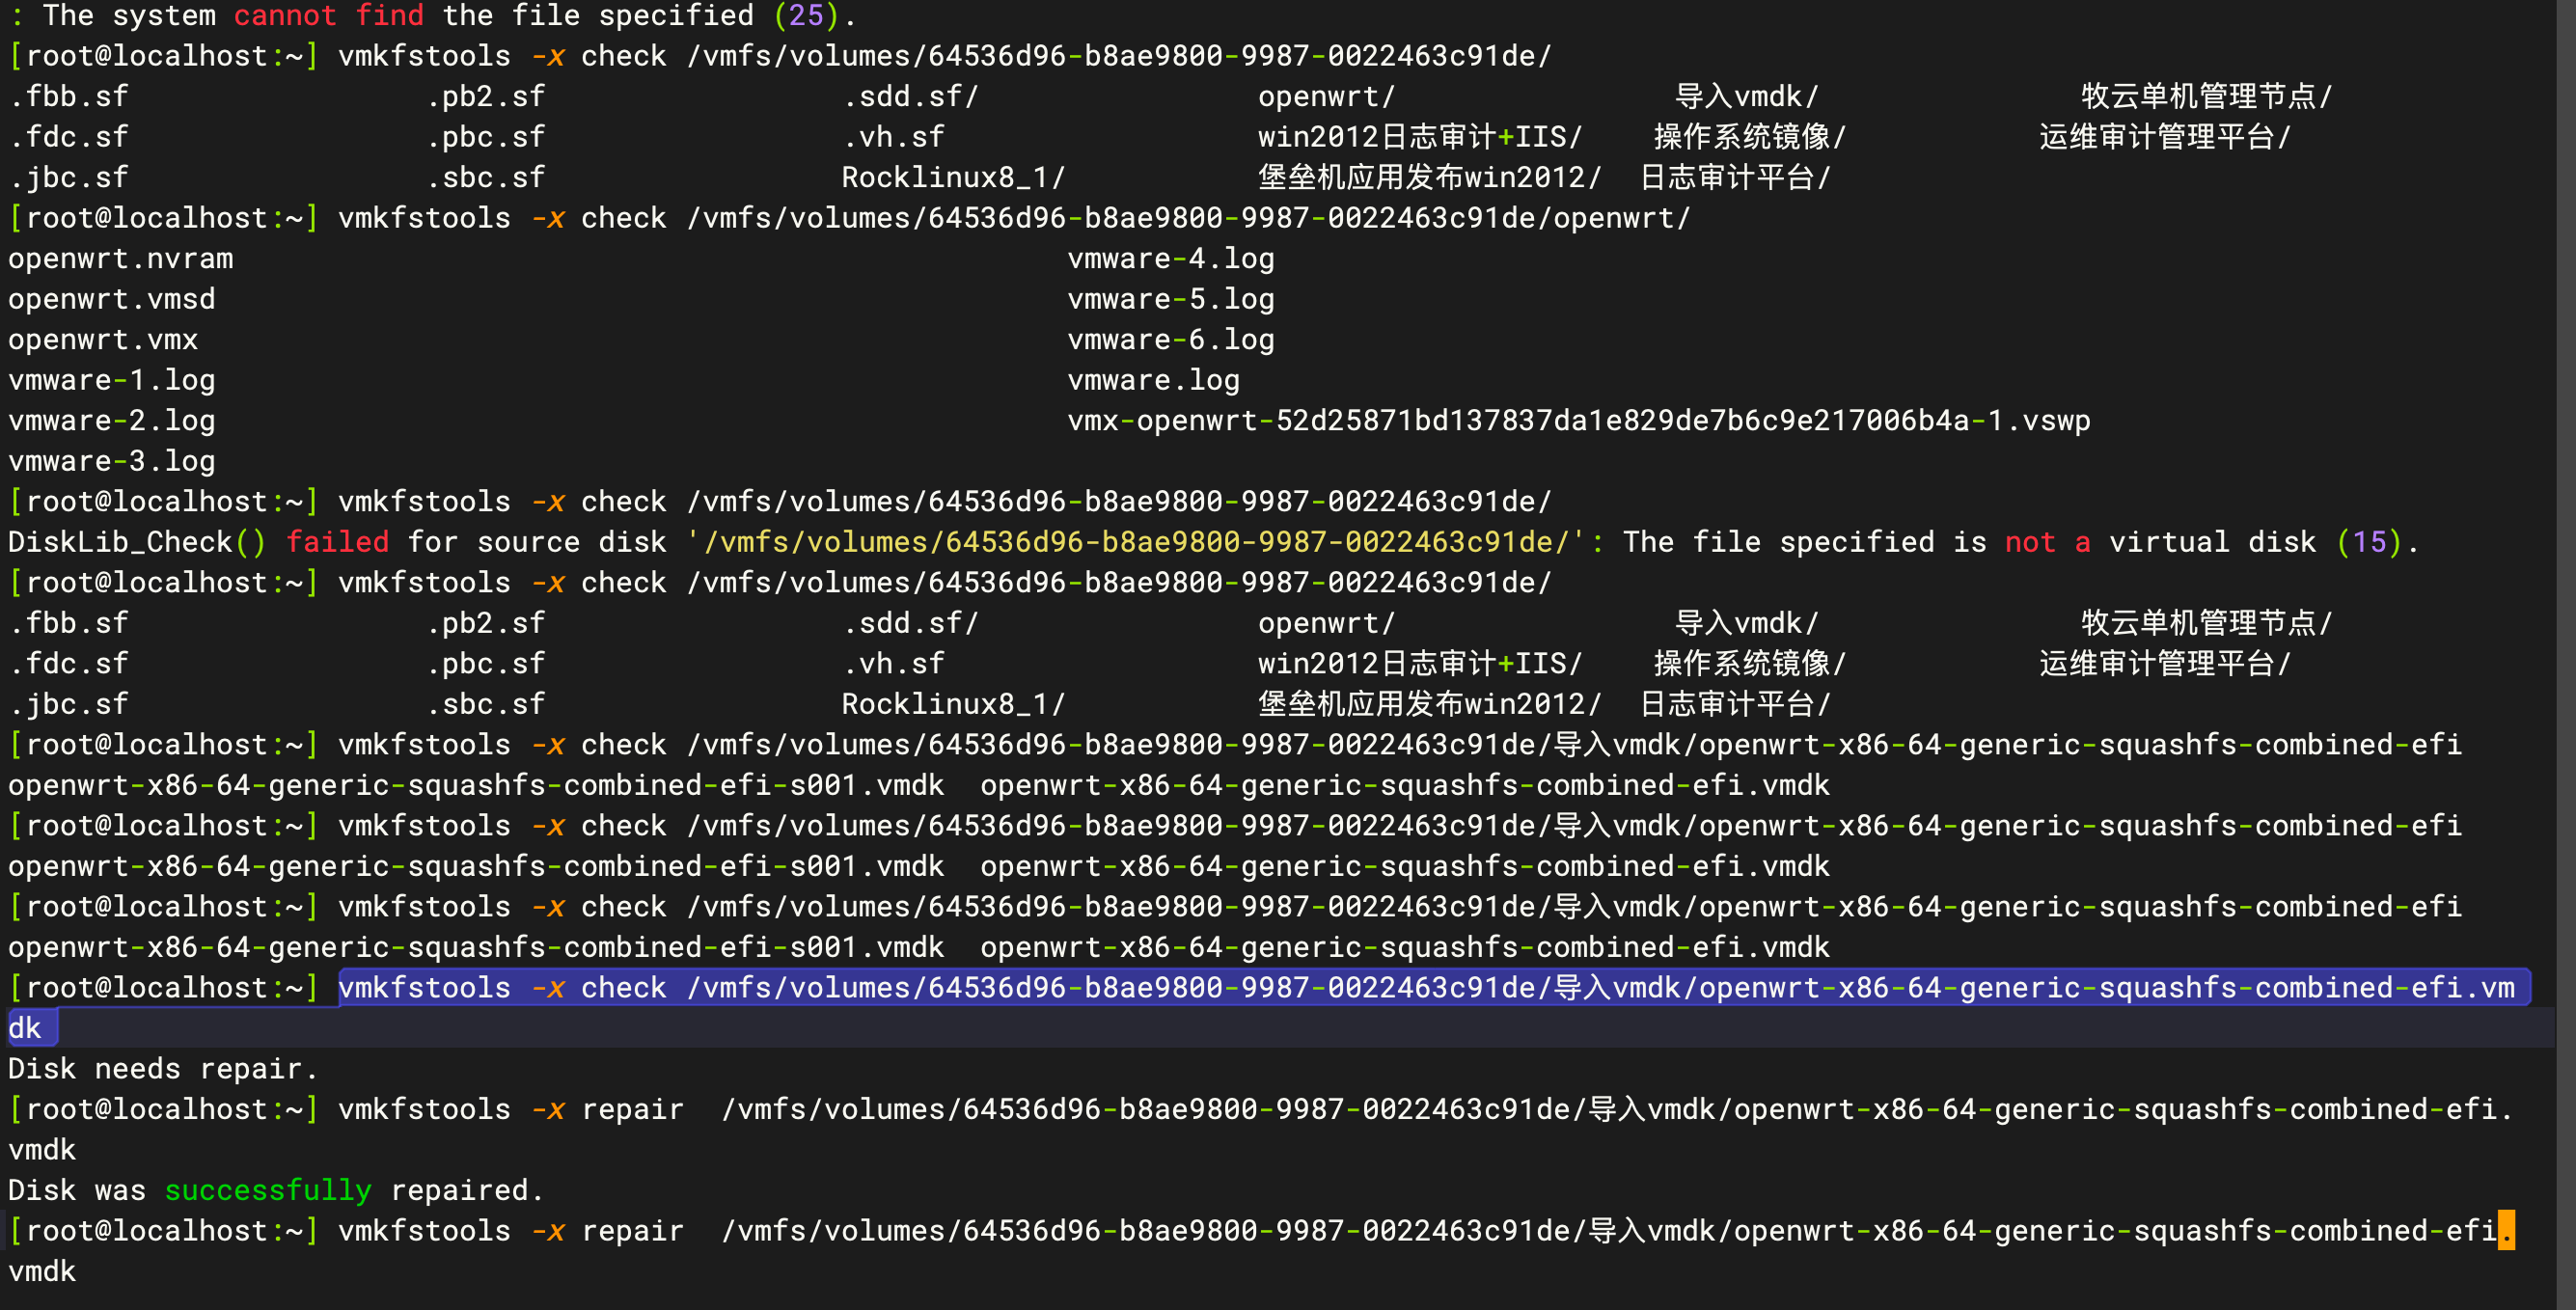 : The system cannot find the file specified (25).
[root@localhost:~] vmkfstools -x check /vmfs/volumes/64536d96-b8ae9800-9987-0022463c91de/
.fbb.sf .pb2.sf .sdd.sf/ openwrt/ 导入vmdk/ 牧云单机管理节点/
.fdc.sf .pbc.sf .vh.sf win2012日志审计+IIS/ 操作系统镜像/ 运维审计管理平台/
.jbc.sf .sbc.sf Rocklinux8_1/ 堡垒机应用发布win2012/ 日志审计平台/
[root@localhost:~] vmkfstools -x check /vmfs/volumes/64536d96-b8ae9800-9987-0022463c91de/openwrt/
openwrt.nvram vmware-4.log
openwrt.vmsd vmware-5.log
openwrt.vmx vmware-6.log
vmware-1.log vmware.log
vmware-2.log vmx-openwrt-52d25871bd137837da1e829de7b6c9e217006b4a-1.vswp
vmware-3.log
[root@localhost:~] vmkfstools -x check /vmfs/volumes/64536d96-b8ae9800-9987-0022463c91de/
DiskLib_Check() failed for source disk '/vmfs/volumes/64536d96-b8ae9800-9987-0022463c91de/': The file specified is not a virtual disk (15).
[root@localhost:~] vmkfstools -x check /vmfs/volumes/64536d96-b8ae9800-9987-0022463c91de/
.fbb.sf .pb2.sf .sdd.sf/ openwrt/ 导入vmdk/ 牧云单机管理节点/
.fdc.sf .pbc.sf .vh.sf win2012日志审计+IIS/ 操作系统镜像/ 运维审计管理平台/
.jbc.sf .sbc.sf Rocklinux8_1/ 堡垒机应用发布win2012/ 日志审计平台/
[root@localhost:~] vmkfstools -x check /vmfs/volumes/64536d96-b8ae9800-9987-0022463c91de/导入vmdk/openwrt-x86-64-generic-squashfs-combined-efi
openwrt-x86-64-generic-squashfs-combined-efi-s001.vmdk openwrt-x86-64-generic-squashfs-combined-efi.vmdk
[root@localhost:~] vmkfstools -x check /vmfs/volumes/64536d96-b8ae9800-9987-0022463c91de/导入vmdk/openwrt-x86-64-generic-squashfs-combined-efi
openwrt-x86-64-generic-squashfs-combined-efi-s001.vmdk openwrt-x86-64-generic-squashfs-combined-efi.vmdk
[root@localhost:~] vmkfstools -x check /vmfs/volumes/64536d96-b8ae9800-9987-0022463c91de/导入vmdk/openwrt-x86-64-generic-squashfs-combined-efi
openwrt-x86-64-generic-squashfs-combined-efi-s001.vmdk openwrt-x86-64-generic-squashfs-combined-efi.vmdk
[root@localhost:~] vmkfstools -x check /vmfs/volumes/64536d96-b8ae9800-9987-0022463c91de/导入vmdk/openwrt-x86-64-generic-squashfs-combined-efi.vm
dk
Disk needs repair.
[root@localhost:~] vmkfstools -x repair /vmfs/volumes/64536d96-b8ae9800-9987-0022463c91de/导入vmdk/openwrt-x86-64-generic-squashfs-combined-efi.
vmdk
Disk was successfully repaired.
[root@localhost:~] vmkfstools -x repair /vmfs/volumes/64536d96-b8ae9800-9987-0022463c91de/导入vmdk/openwrt-x86-64-generic-squashfs-combined-efi.
vmdk